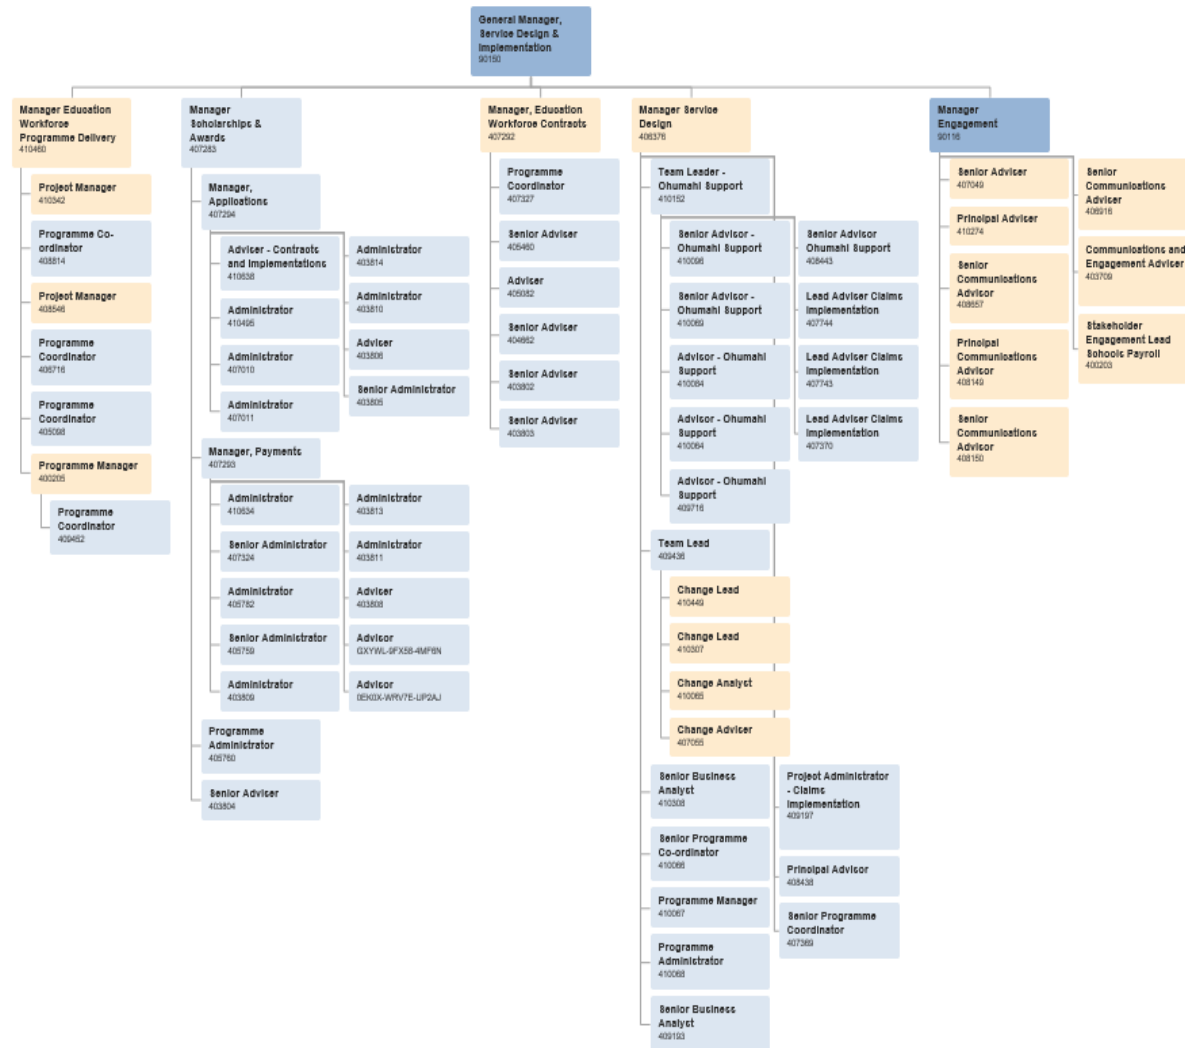 General Manager,
Service Design &
Implementation
90150
Manager Education
Workforce
Programme Delivery
410460
Project Manager
410342
Programme Co-
ordinator
408814
Project Manager
408546
Programme
Coordinator
406716
Programme
Coordinator
405098
Programme Manager
400205
Programme
Coordinator
409452
Manager
Scholarships &
Awards
407283
Manager,
Applications
407294
Adviser - Contracts
and Implementations
410638
Administrator
410495
Administrator
407010
Administrator
407011
Administrator
403814
Administrator
403810
Adviser
403806
Senior Administrator
403805
Manager, Payments
407293
Administrator
410634
Senior Administrator
407324
Administrator
405782
Senior Administrator
405759
Administrator
403809
Administrator
403813
Administrator
403811
Adviser
403808
Advisor
GXYWL-9FX58-4MF6N
Advisor
0EK0X-WRV7E-UP2AJ
Programme
Administrator
405760
Senior Adviser
403804
Manager, Education
Workforce Contracts
407292
Programme
Coordinator
407327
Senior Adviser
405460
Adviser
405082
Senior Adviser
404662
Senior Adviser
403802
Senior Adviser
403803
Manager Service
Design
406376
Team Leader -
Ohumahi Support
410152
Senior Advisor -
Ohumahi Support
410096
Senior Advisor -
Ohumahi Support
410069
Advisor - Ohumahi
Support
410084
Advisor - Ohumahi
Support
410064
Advisor - Ohumahi
Support
409716
Senior Advisor
Ohumahi Support
408443
Lead Adviser Claims
Implementation
407744
Lead Adviser Claims
Implementation
407743
Lead Adviser Claims
Implementation
407370
Team Lead
409436
Change Lead
410449
Change Lead
410307
Change Analyst
410065
Change Adviser
407055
Senior Business
Analyst
410308
Senior Programme
Co-ordinator
410066
Programme Manager
410067
Programme
Administrator
410068
Senior Business
Analyst
409193
Project Administrator
- Claims
Implementation
409197
Principal Advisor
408438
Senior Programme
Coordinator
407369
Manager
Engagement
90116
Senior Adviser
407049
Principal Adviser
410274
Senior
Communications
Advisor
408657
Principal
Communications
Advisor
408149
Senior
Communications
Advisor
408150
Senior
Communications
Adviser
406916
Communications and
Engagement Adviser
403709
Stakeholder
Engagement Lead
Schools Payroll
400203